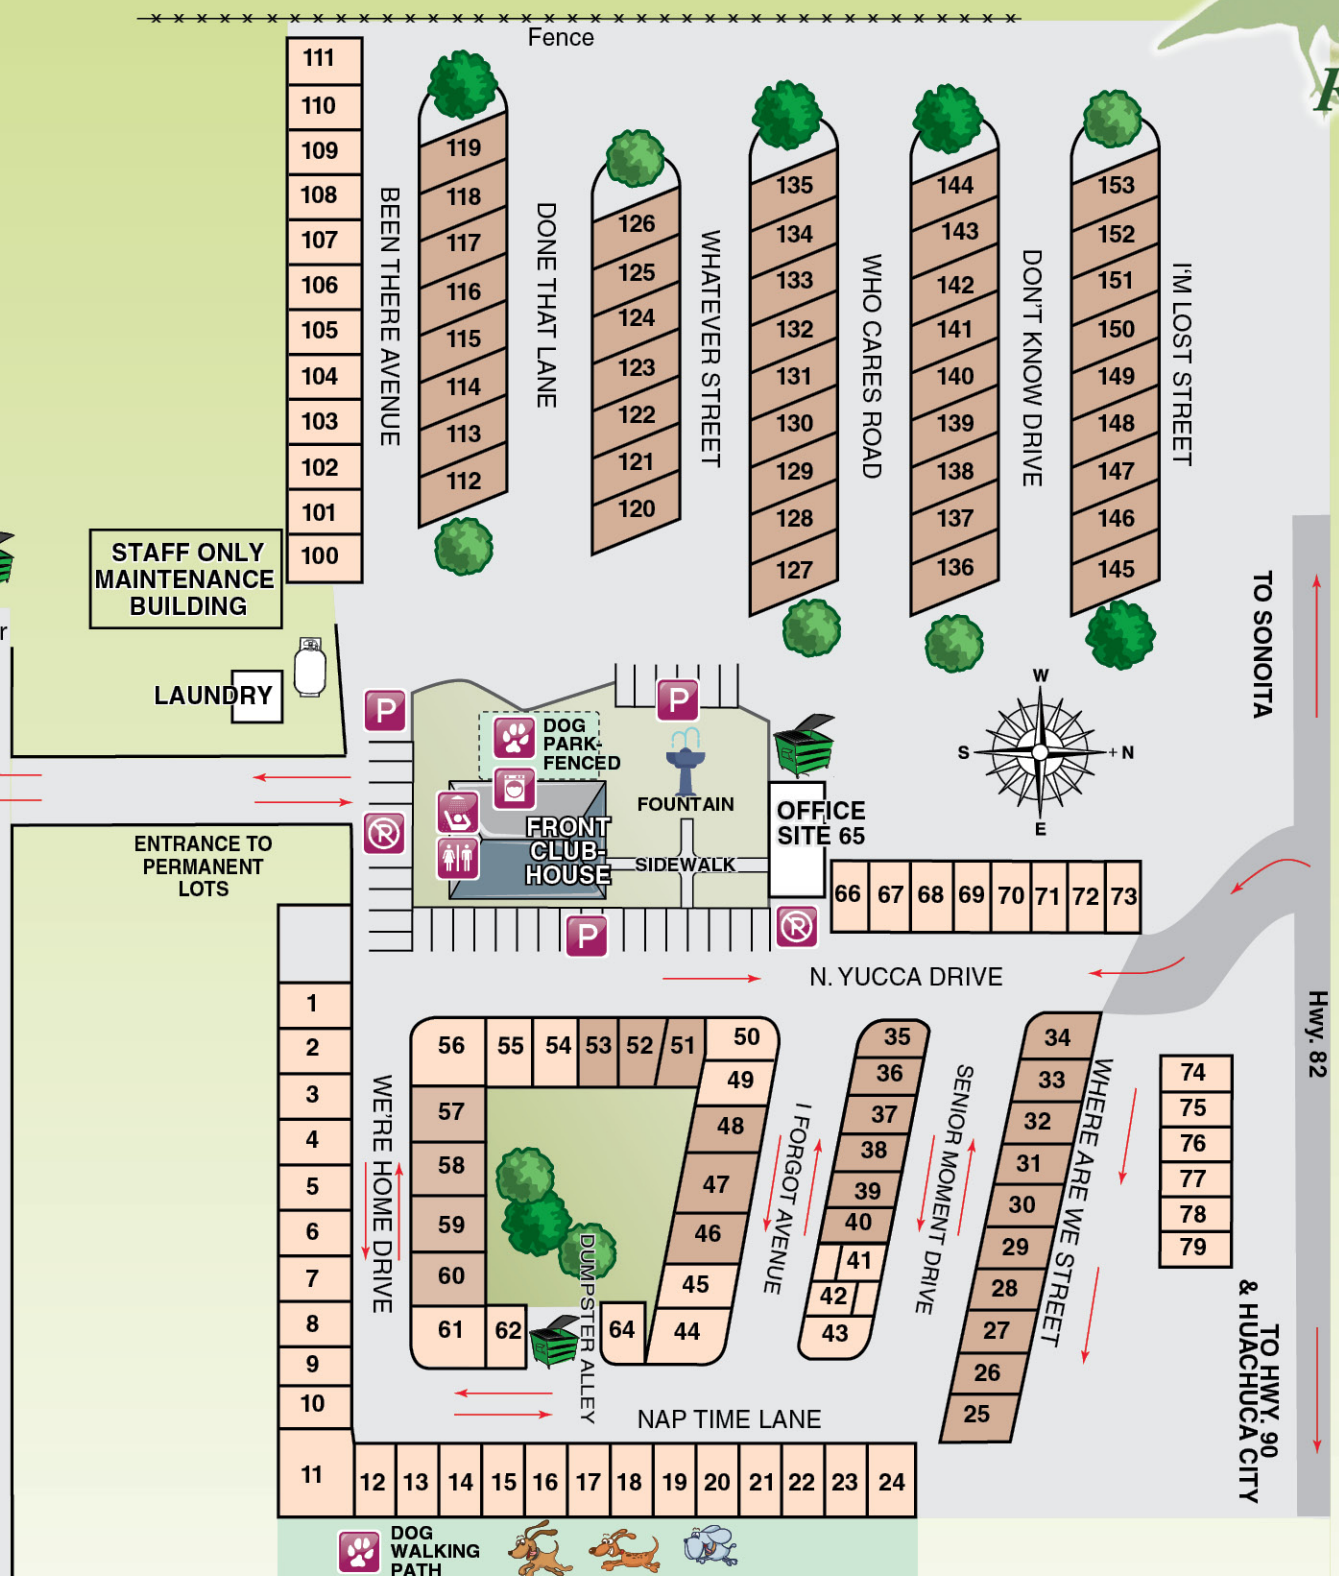 Fence
111
110
109
108
107
106
105
104
103
102
101
100
BEEN THERE AVENUE
119
118
117
116
115
114
113
112
DONE THAT LANE
126
125
124
123
122
121
120
WHATEVER STREET
135
134
133
132
131
130
129
128
127
WHO CARES ROAD
144
143
142
141
140
139
138
137
136
DON'T KNOW DRIVE
153
152
151
150
149
148
147
146
145
I'M LOST STREET
STAFF ONLY
MAINTENANCE
BUILDING
LAUNDRY
P
P
DOG
PARK-
FENCED
FOUNTAIN
FRONT
CLUB-
HOUSE
SIDEWALK
OFFICE
SITE 65
W
S
N
E
TO SONOITA
ENTRANCE TO
PERMANENT
LOTS
P
P
P
66 67 68 69 70 71 72 73
N. YUCCA DRIVE
Hwy. 82
1
2
3
4
5
6
7
8
9
10
11
WE'RE HOME DRIVE
56 55 54 53 52 51 50
57
58
59
60
61 62
DUMPSTER ALLEY
64
49
48
47
46
45
44
I FORGOT AVENUE
35
36
37
38
39
40
41
42
43
SENIOR MOMENT DRIVE
34
33
32
31
30
29
28
27
26
25
WHERE ARE WE STREET
74
75
76
77
78
79
TO HWY. 90
& HUACHUCA CITY
NAP TIME LANE
12 13 14 15 16 17 18 19 20 21 22 23 24
DOG
WALKING
PATH